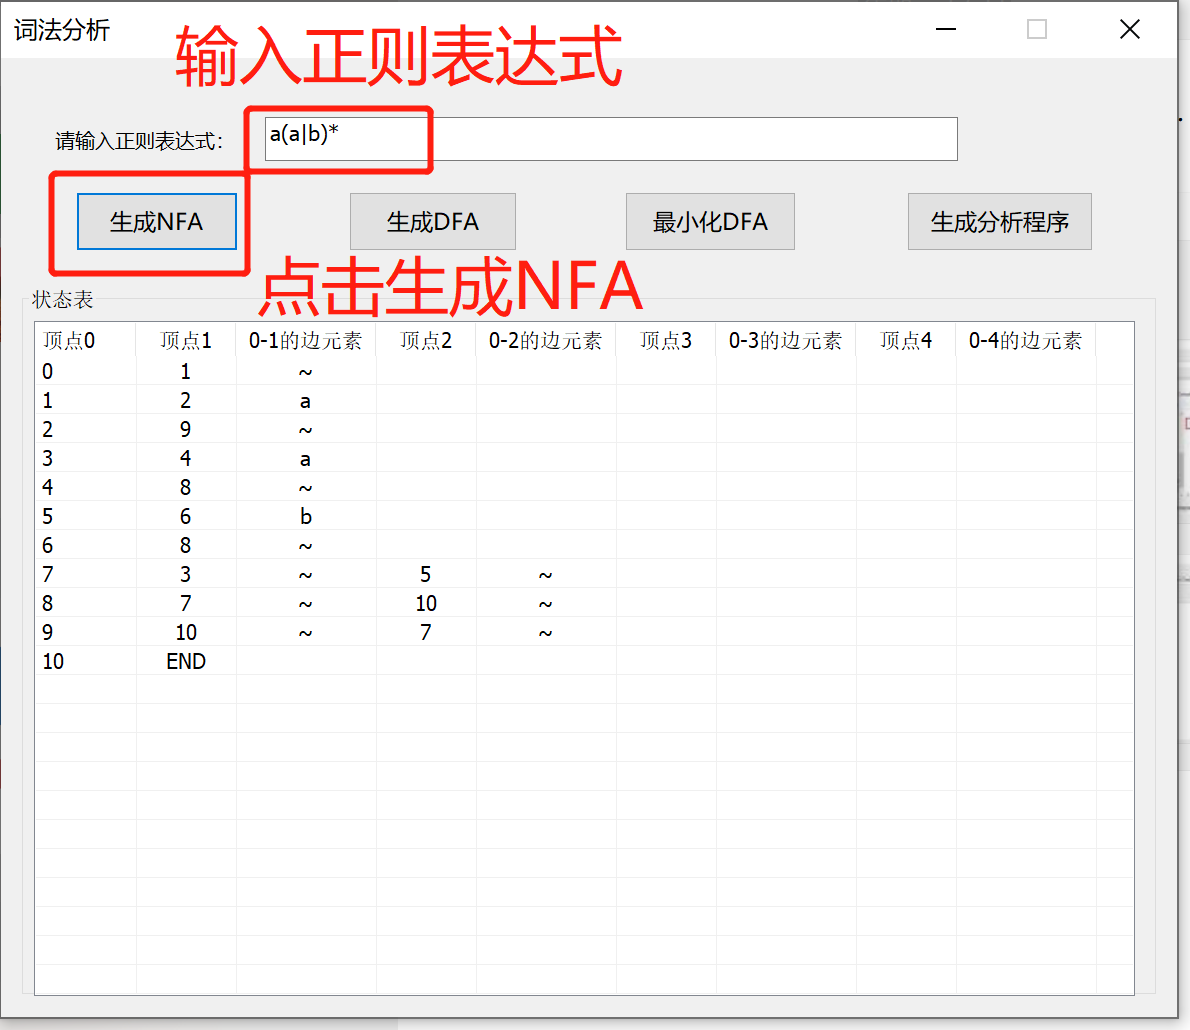 词法分析
输入正则表达式
请输入正则表达式：
a(a|b)*
生成NFA 生成DFA 最小化DFA 生成分析程序
点击生成NFA
状态表
顶点0 顶点1 0-1的边元素 顶点2 0-2的边元素 顶点3 0-3的边元素 顶点4 0-4的边元素
0 1 ~
1 2 a
2 9 ~
3 4 a
4 8 ~
5 6 b
6 8 ~
7 3 ~ 5 ~
8 7 ~ 10 ~
9 10 ~ 7 ~
10 END